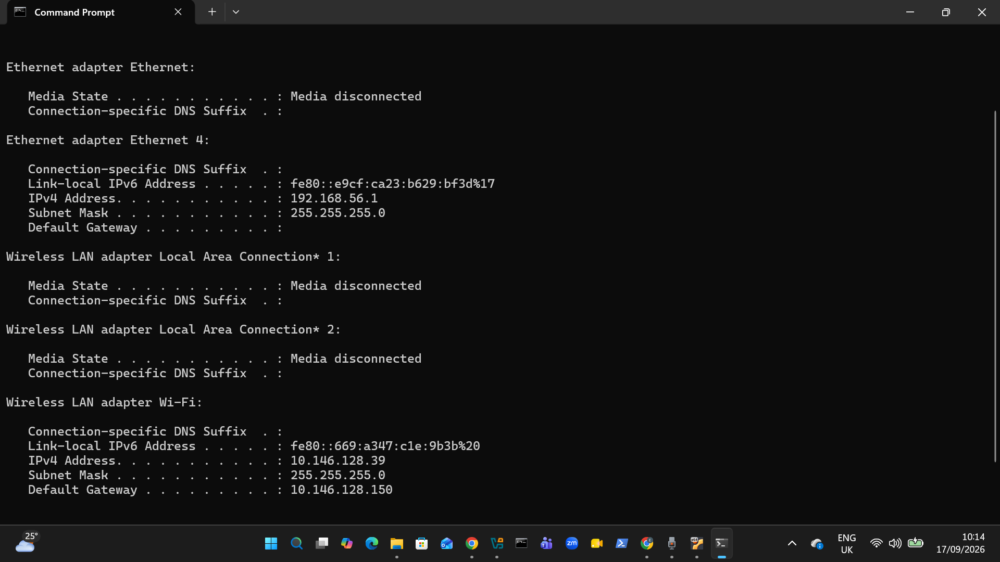 Command Prompt
Ethernet adapter Ethernet:
Media State . . . . . . . . . . . : Media disconnected
Connection-specific DNS Suffix  . :
Ethernet adapter Ethernet 4:
Connection-specific DNS Suffix  . :
Link-local IPv6 Address . . . . . : fe80::e9cf:ca23:b629:bf3d%17
IPv4 Address. . . . . . . . . . . : 192.168.56.1
Subnet Mask . . . . . . . . . . . : 255.255.255.0
Default Gateway . . . . . . . . . :
Wireless LAN adapter Local Area Connection* 1:
Media State . . . . . . . . . . . : Media disconnected
Connection-specific DNS Suffix  . :
Wireless LAN adapter Local Area Connection* 2:
Media State . . . . . . . . . . . : Media disconnected
Connection-specific DNS Suffix  . :
Wireless LAN adapter Wi-Fi:
Connection-specific DNS Suffix  . :
Link-local IPv6 Address . . . . . : fe80::669:a347:c1e:9b3b%20
IPv4 Address. . . . . . . . . . . : 10.146.128.39
Subnet Mask . . . . . . . . . . . : 255.255.255.0
Default Gateway . . . . . . . . . : 10.146.128.150
25°
zm
ENG
UK
10:14
17/09/2026